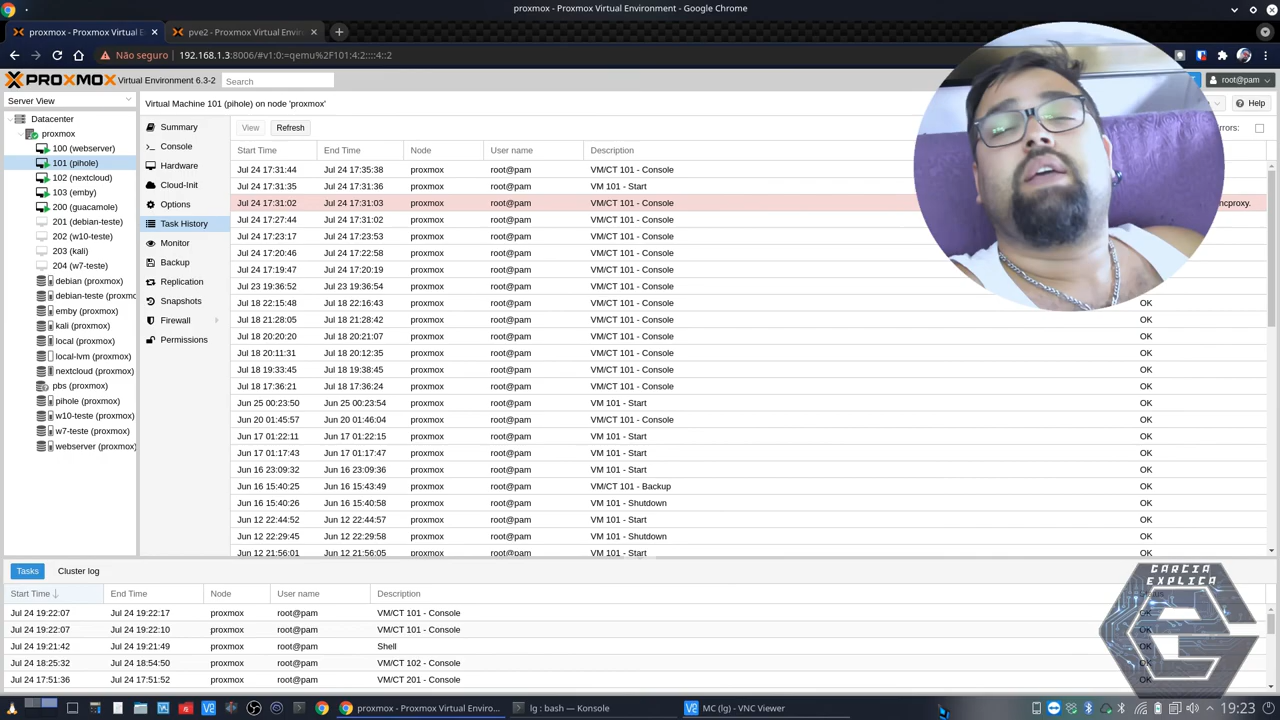 proxmox - Proxmox Virtual Environment - Google Chrome
proxmox - Proxmox Virtual Environment
pve2 - Proxmox Virtual Environ
Não seguro
192.168.1.3:8006/#v1:0:=qemu%2F101:4:2::::4::2
PROXMOX Virtual Environment 6.3-2
Search
root@pam
Server View
Virtual Machine 101 (pihole) on node 'proxmox'
Help
Datacenter
proxmox
100 (webserver)
101 (pihole)
102 (nextcloud)
103 (emby)
200 (guacamole)
201 (debian-teste)
202 (w10-teste)
203 (kali)
204 (w7-teste)
debian (proxmox)
debian-teste (proxmo
emby (proxmox)
kali (proxmox)
local (proxmox)
local-lvm (proxmox)
nextcloud (proxmox)
pbs (proxmox)
pihole (proxmox)
w10-teste (proxmox)
w7-teste (proxmox)
webserver (proxmox)
Summary
Console
Hardware
Cloud-Init
Options
Task History
Monitor
Backup
Replication
Snapshots
Firewall
Permissions
View
Refresh
rrors:
Start Time End Time Node User name Description
Jul 24 17:31:44 Jul 24 17:35:38 proxmox root@pam VM/CT 101 - Console
Jul 24 17:31:35 Jul 24 17:31:36 proxmox root@pam VM 101 - Start
Jul 24 17:31:02 Jul 24 17:31:03 proxmox root@pam VM/CT 101 - Console ncproxy.
Jul 24 17:27:44 Jul 24 17:31:02 proxmox root@pam VM/CT 101 - Console
Jul 24 17:23:17 Jul 24 17:23:53 proxmox root@pam VM/CT 101 - Console
Jul 24 17:20:46 Jul 24 17:22:58 proxmox root@pam VM/CT 101 - Console
Jul 24 17:19:47 Jul 24 17:20:19 proxmox root@pam VM/CT 101 - Console
Jul 23 19:36:52 Jul 23 19:36:54 proxmox root@pam VM/CT 101 - Console
Jul 18 22:15:48 Jul 18 22:16:43 proxmox root@pam VM/CT 101 - Console OK
Jul 18 21:28:05 Jul 18 21:28:42 proxmox root@pam VM/CT 101 - Console OK
Jul 18 20:20:20 Jul 18 20:21:07 proxmox root@pam VM/CT 101 - Console OK
Jul 18 20:11:31 Jul 18 20:12:35 proxmox root@pam VM/CT 101 - Console OK
Jul 18 19:33:45 Jul 18 19:38:45 proxmox root@pam VM/CT 101 - Console OK
Jul 18 17:36:21 Jul 18 17:36:24 proxmox root@pam VM/CT 101 - Console OK
Jun 25 00:23:50 Jun 25 00:23:54 proxmox root@pam VM 101 - Start OK
Jun 20 01:45:57 Jun 20 01:46:04 proxmox root@pam VM/CT 101 - Console OK
Jun 17 01:22:11 Jun 17 01:22:15 proxmox root@pam VM 101 - Start OK
Jun 17 01:17:43 Jun 17 01:17:47 proxmox root@pam VM 101 - Start OK
Jun 16 23:09:32 Jun 16 23:09:36 proxmox root@pam VM 101 - Start OK
Jun 16 15:40:25 Jun 16 15:43:49 proxmox root@pam VM/CT 101 - Backup OK
Jun 16 15:40:26 Jun 16 15:40:58 proxmox root@pam VM 101 - Shutdown OK
Jun 12 22:44:52 Jun 12 22:44:57 proxmox root@pam VM 101 - Start OK
Jun 12 22:29:45 Jun 12 22:29:58 proxmox root@pam VM 101 - Shutdown OK
Jun 12 21:56:01 Jun 12 21:56:05 proxmox root@pam VM 101 - Start OK
Tasks
Cluster log
GARCIA
EXPLICA
Start Time End Time Node User name Description Status
Jul 24 19:22:07 Jul 24 19:22:17 proxmox root@pam VM/CT 101 - Console OK
Jul 24 19:22:07 Jul 24 19:22:10 proxmox root@pam VM/CT 101 - Console OK
Jul 24 19:21:42 Jul 24 19:21:49 proxmox root@pam Shell OK
Jul 24 18:25:32 Jul 24 18:54:50 proxmox root@pam VM/CT 102 - Console OK
Jul 24 17:51:36 Jul 24 17:51:52 proxmox root@pam VM/CT 201 - Console OK
proxmox - Proxmox Virtual Enviro...
lg : bash — Konsole
MC (lg) - VNC Viewer
19:23